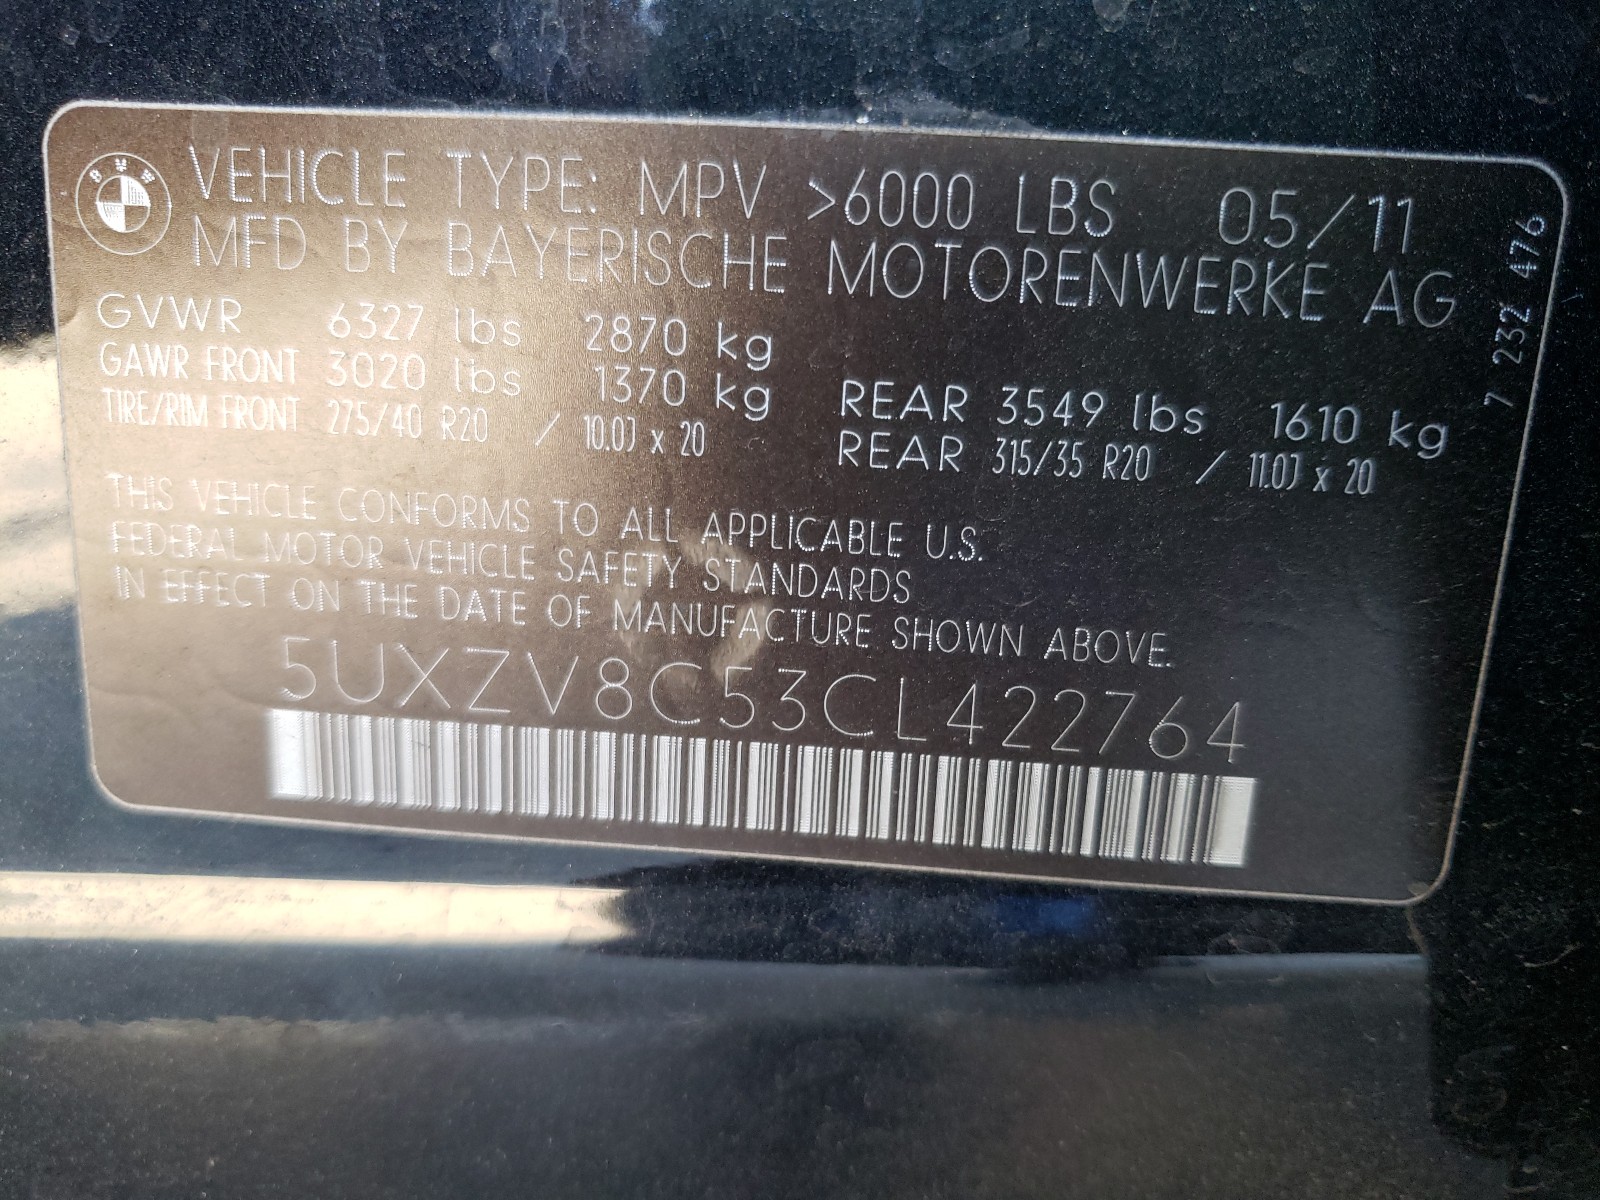 BMW
VEHICLE TYPE: MPV >6000 LBS 05/11
MFD BY BAYERISCHE MOTORENWERKE AG
GVWR 6327 lbs 2870 kg
GAWR FRONT 3020 lbs 1370 kg REAR 3549 lbs 1610 kg
TIRE/RIM FRONT 275/40 R20 / 10.0J x 20 REAR 315/35 R20 / 11.0J x 20
THIS VEHICLE CONFORMS TO ALL APPLICABLE U.S.
FEDERAL MOTOR VEHICLE SAFETY STANDARDS
IN EFFECT ON THE DATE OF MANUFACTURE SHOWN ABOVE.
5UXZV8C53CL422764
7 232 476